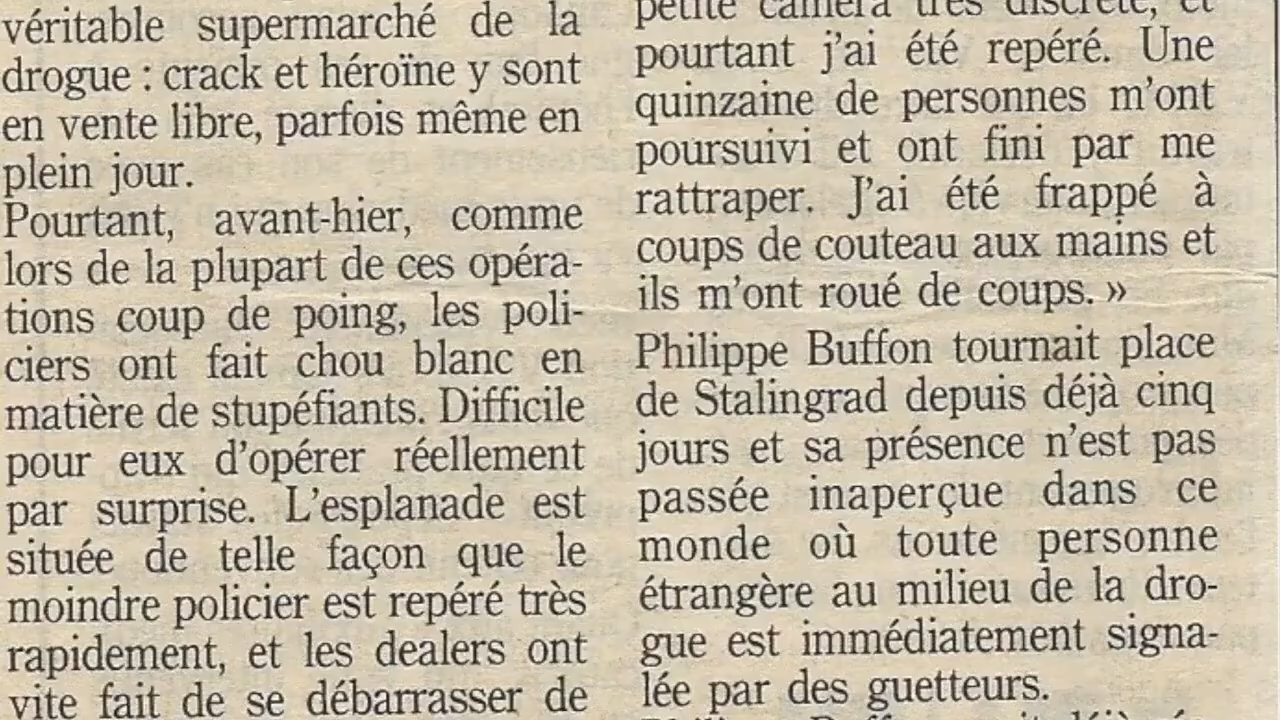 véritable supermarché de la
drogue : crack et héroïne y sont
en vente libre, parfois même en
plein jour.
Pourtant, avant-hier, comme
lors de la plupart de ces opéra-
tions coup de poing, les poli-
ciers ont fait chou blanc en
matière de stupéfiants. Difficile
pour eux d'opérer réellement
par surprise. L'esplanade est
située de telle façon que le
moindre policier est repéré très
rapidement, et les dealers ont
vite fait de se débarrasser de
petite caméra très discrète, et
pourtant j'ai été repéré. Une
quinzaine de personnes m'ont
poursuivi et ont fini par me
rattraper. J'ai été frappé à
coups de couteau aux mains et
ils m'ont roué de coups. »
Philippe Buffon tournait place
de Stalingrad depuis déjà cinq
jours et sa présence n'est pas
passée inaperçue dans ce
monde où toute personne
étrangère au milieu de la dro-
gue est immédiatement signa-
lée par des guetteurs.